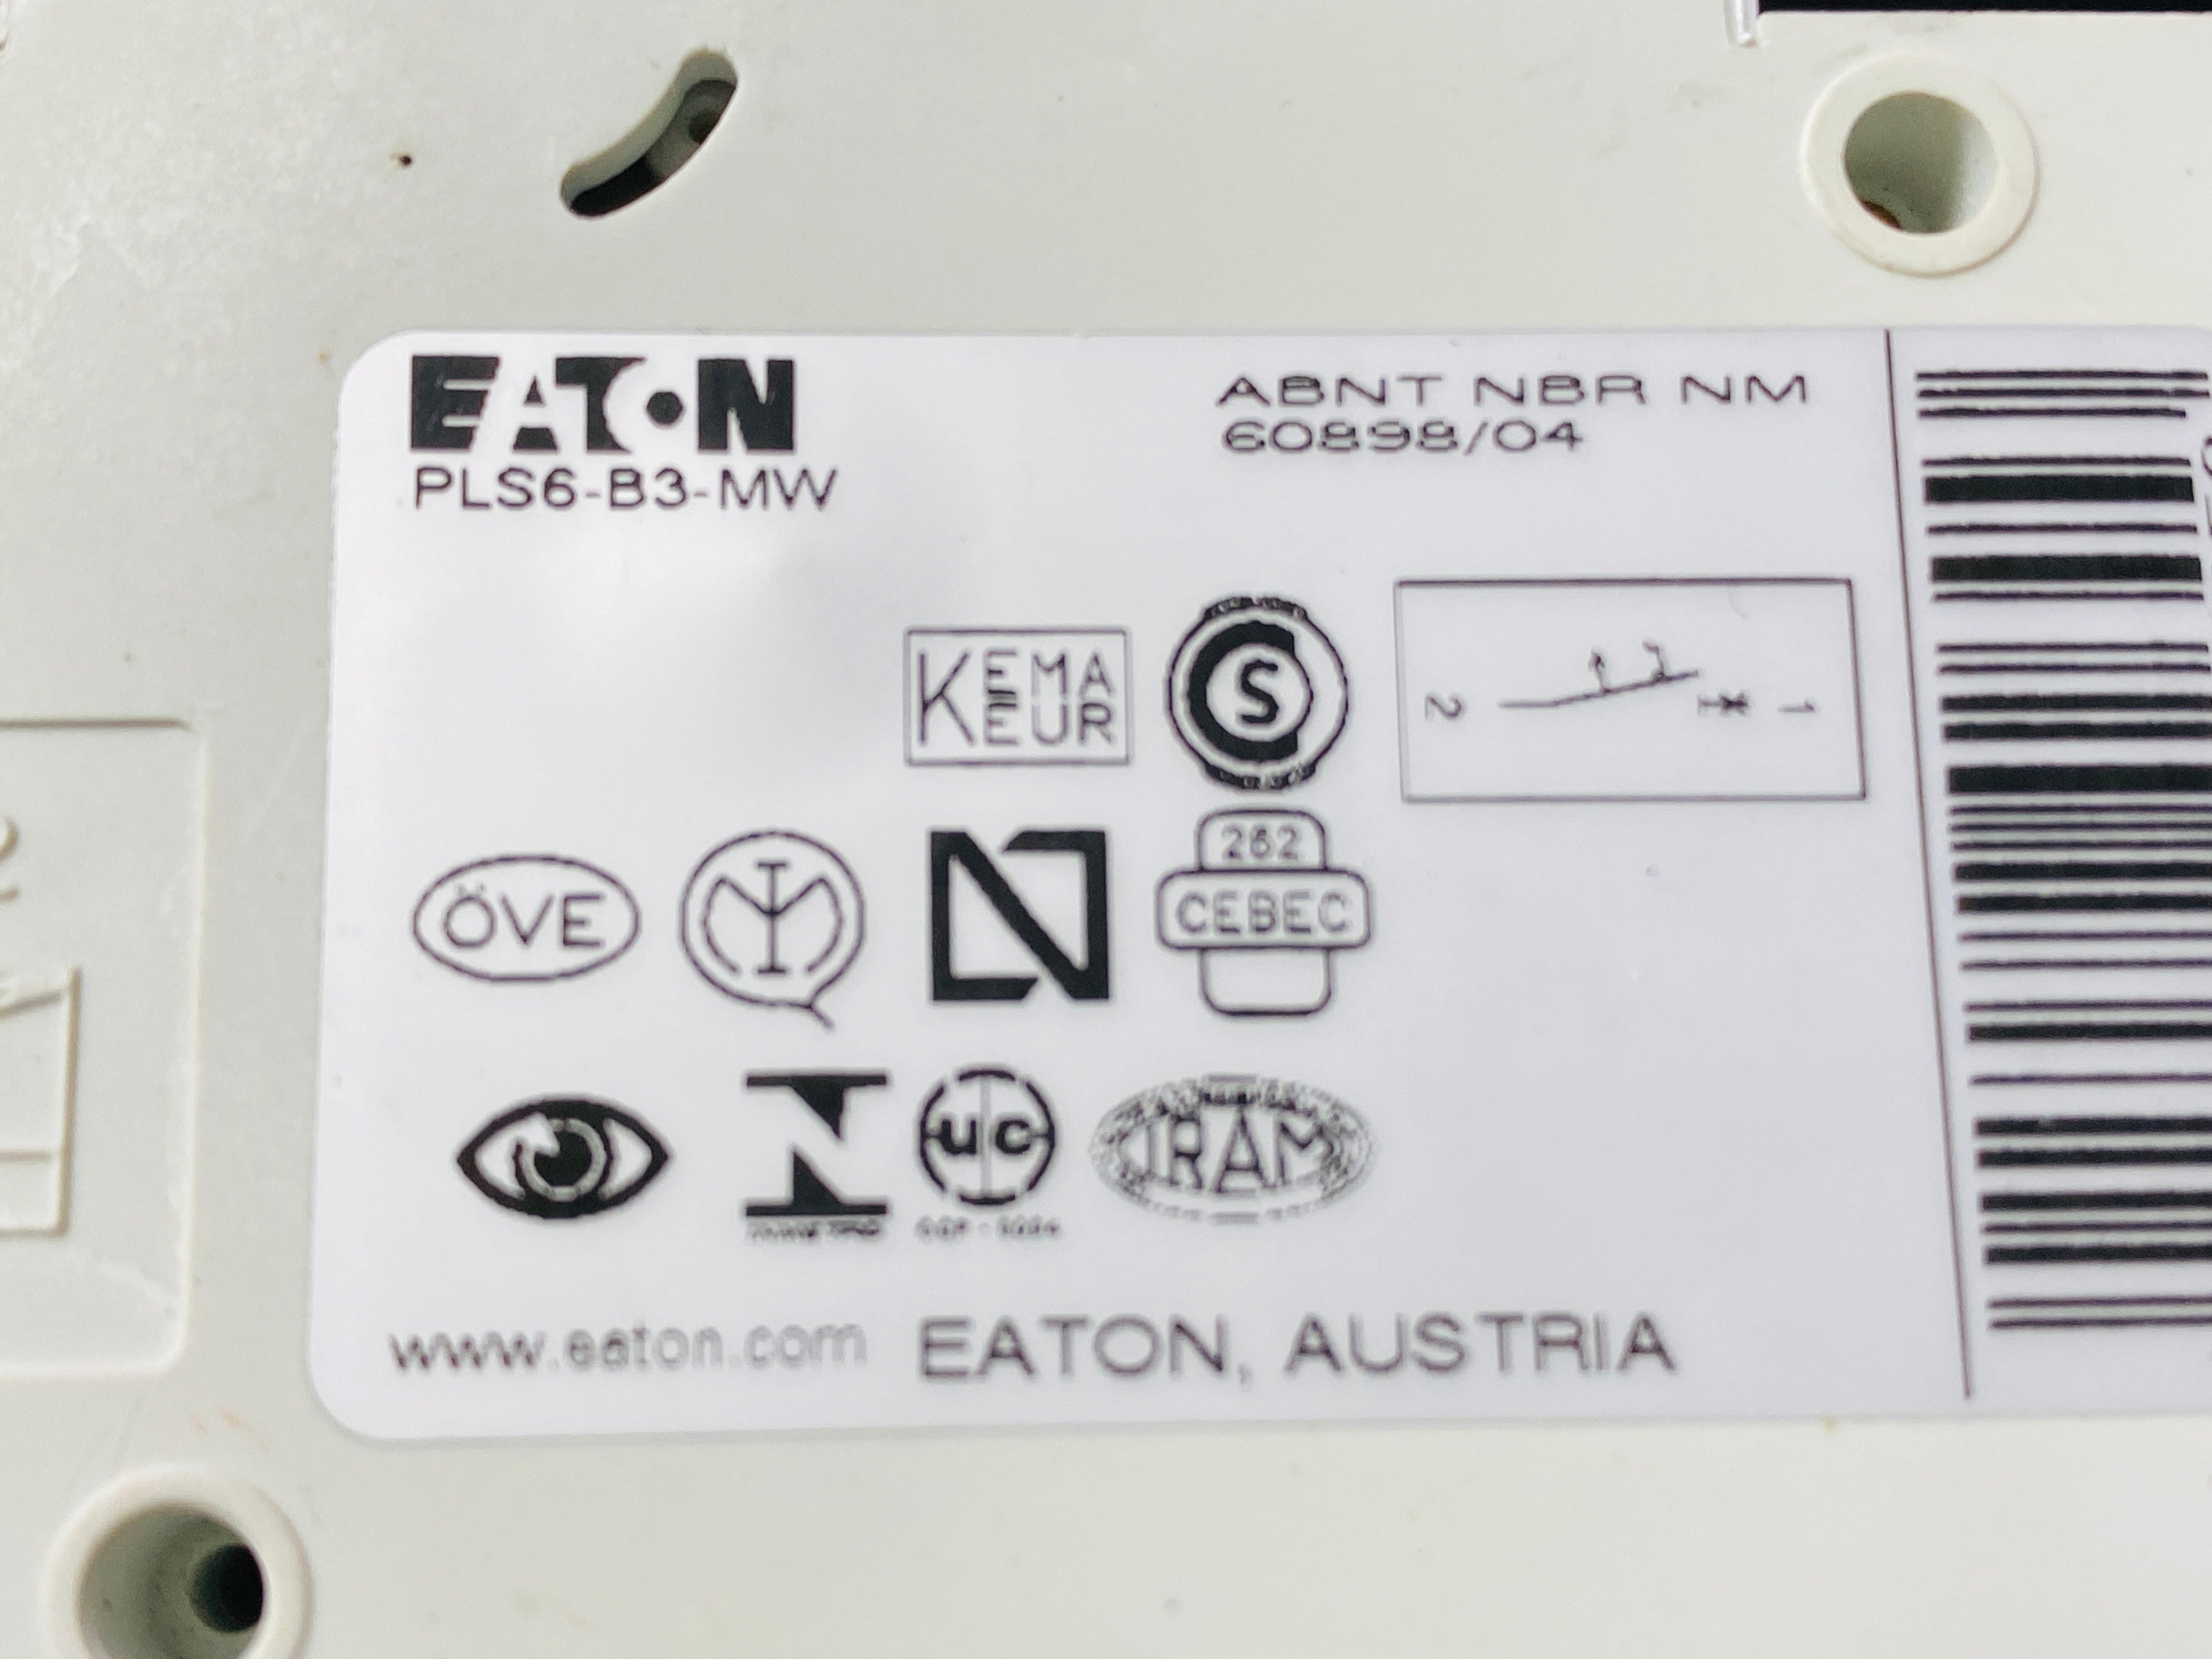 EATON
PLS6-B3-MW
ABNT NBR NM
60898/04
KEMA
KEUR
S
2
1
ÖVE
262
CEBEC
UC
IRAM
www.eaton.com EATON, AUSTRIA